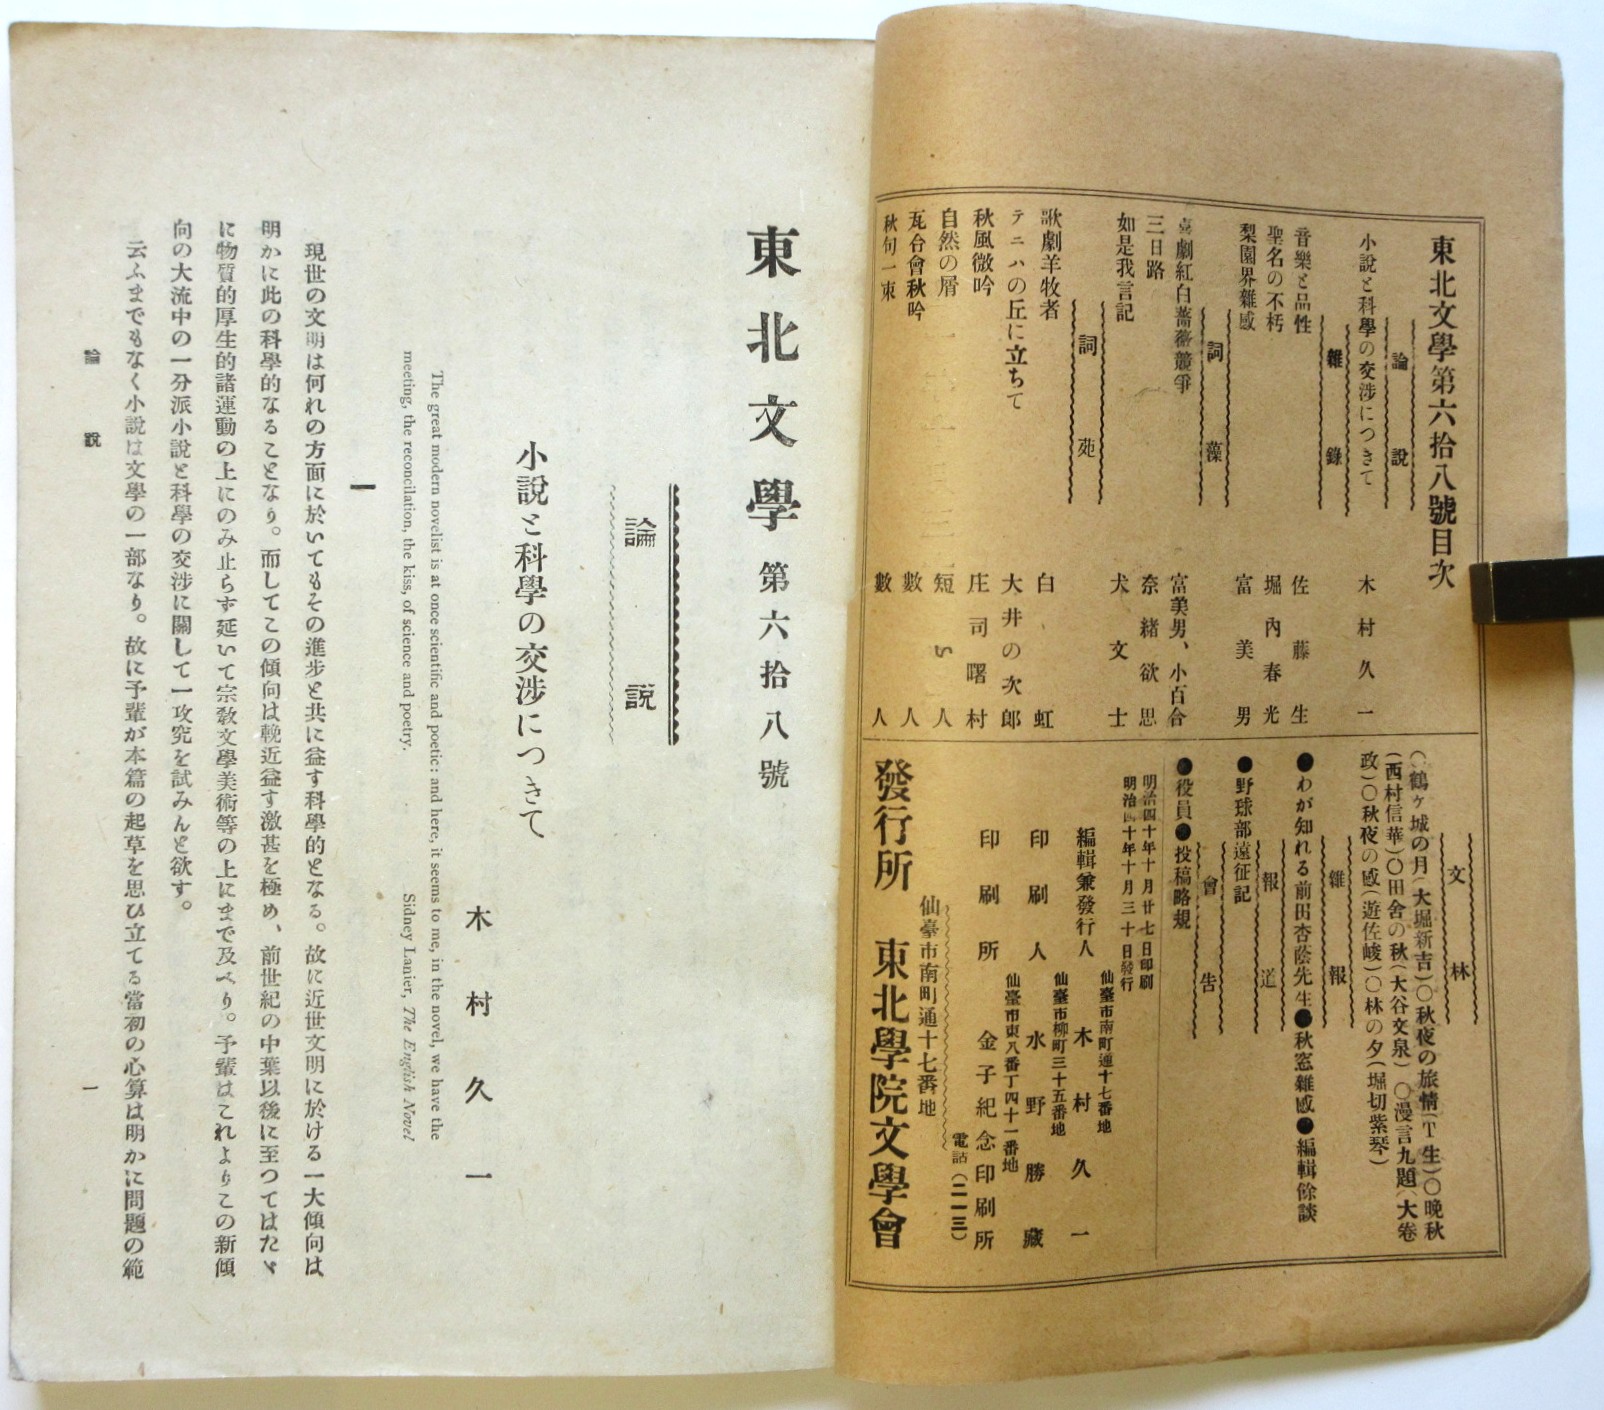 東北文學第六拾八號目次
論說
小說と科學の交涉につきて 木村久一
雜錄
音樂と品性 佐藤生
聖名の不朽 堀內春光
梨園界雜感 富美男
詞藻
喜劇紅白薔薇競爭 富美男、小百合
三日路 奈緖欲思
如是我言記 犬文士
詞苑
歌劇羊牧者 白虹
テニハの丘に立ちて 大井の次郎
秋風微吟 庄司曙村
自然の屑 短い人
瓦台會秋吟 數人
秋句一束 數人
文林
○鶴ヶ城の月(大堀新吉)○秋夜の旅情(T生)○晚秋
(西村信華)○田舍の秋(大谷文泉)○漫言九題(大卷
政)○秋夜の感(遊佐峻)○林の夕(堀切紫琴)
雜報
●わが知れる前田杏蔭先生●秋窓雜感●編輯餘談
報道
●野球部遠征記
會告
●役員●投稿略規
明治四十年十月廿七日印刷
明治四十年十月三十日發行
仙臺市南町通十七番地
編輯兼發行人 木村久一
仙臺市柳町三十五番地
印刷人 水野勝藏
仙臺市東八番丁四十一番地
印刷所 金子紀念印刷所
電話(二一三)
仙臺市南町通十七番地
發行所 東北學院文學會
東北文學第六拾八號
論說
小說と科學の交涉につきて
木村久一
The great modern novelist is at once scientific and poetic: and here, it seems to me, in the novel, we have the
meeting, the reconcilation, the kiss, of science and poetry. Sidney Lanier, The English Novel
一
現世の文明は何れの方面に於いてもその進步と共に益す科學的となる。故に近世文明に於ける一大傾向は
明かに此の科學的なることなり。而してこの傾向は輓近益す激甚を極め、前世紀の中葉以後に至つてはたゞ
に物質的厚生的諸運動の上にのみ止らず延いて宗敎文學美術等の上にまで及べり。予輩はこれよりこの新傾
向の大流中の一分派小說と科學の交涉に關して一攻究を試みんと欲す。
云ふまでもなく小說は文學の一部なり。故に予輩が本篇の起草を思ひ立てる當初の心算は明かに問題の範
論說
一